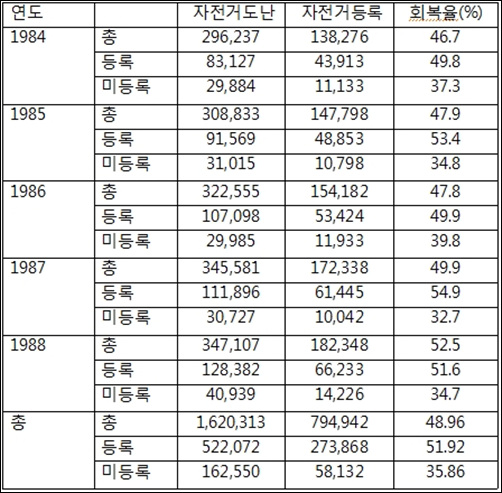 연도 자전거도난 자전거등록 회복율(%)
1984 총 296,237 138,276 46.7
등록 83,127 43,913 49.8
미등록 29,884 11,133 37.3
1985 총 308,833 147,798 47.9
등록 91,569 48,853 53.4
미등록 31,015 10,798 34.8
1986 총 322,555 154,182 47.8
등록 107,098 53,424 49.9
미등록 29,985 11,933 39.8
1987 총 345,581 172,338 49.9
등록 111,896 61,445 54.9
미등록 30,727 10,042 32.7
1988 총 347,107 182,348 52.5
등록 128,382 66,233 51.6
미등록 40,939 14,226 34.7
총 총 1,620,313 794,942 48.96
등록 522,072 273,868 51.92
미등록 162,550 58,132 35.86